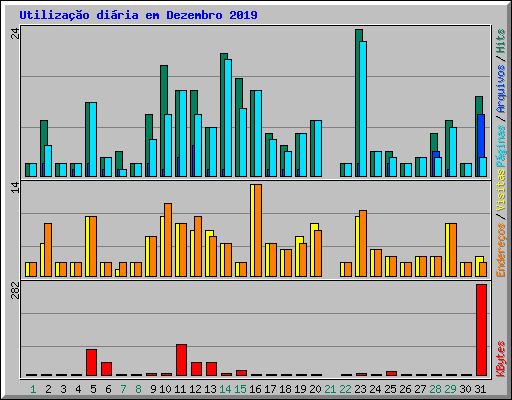 Utilização diária em Dezembro 2019
24
14
282
Endereços / Visitas Páginas / Arquivos / Hits
KBytes
1 2 3 4 5 6 7 8 9 10 11 12 13 14 15 16 17 18 19 20 21 22 23 24 25 26 27 28 29 30 31